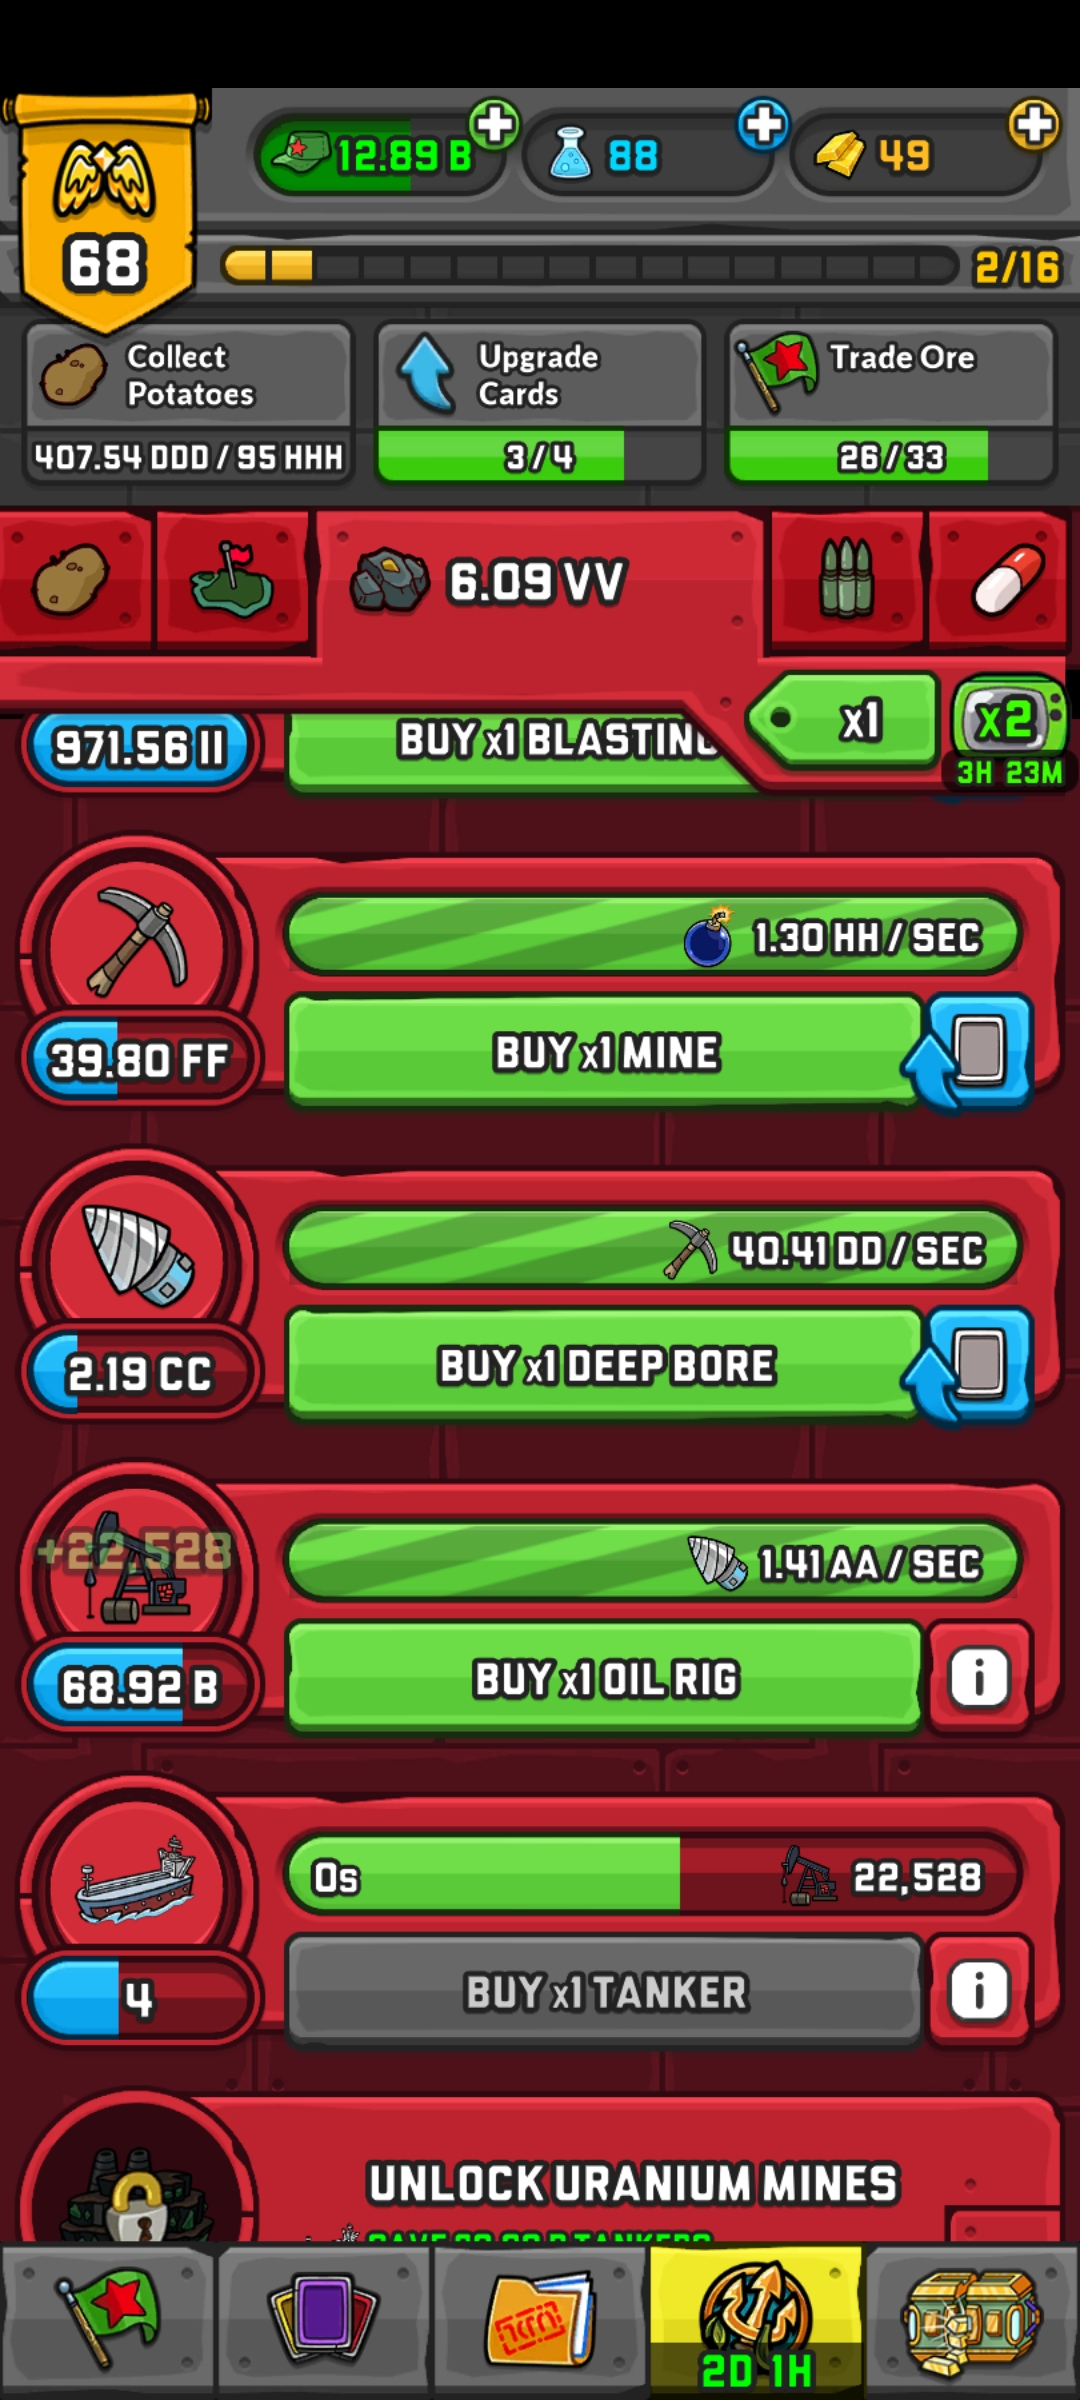 12.89 B
88
49
68
2/16
Collect
Potatoes
Upgrade
Cards
Trade Ore
407.54 DDD / 95 HHH
3/4
26/33
6.09 VV
x1
x2
3H 23M
971.56 II
BUY x1 BLASTING
1.30 HH / SEC
39.80 FF
BUY x1 MINE
40.41 DD / SEC
2.19 CC
BUY x1 DEEP BORE
+22,528
1.41 AA / SEC
68.92 B
BUY x1 OIL RIG
0s
22,528
4
BUY x1 TANKER
UNLOCK URANIUM MINES
2D 1H